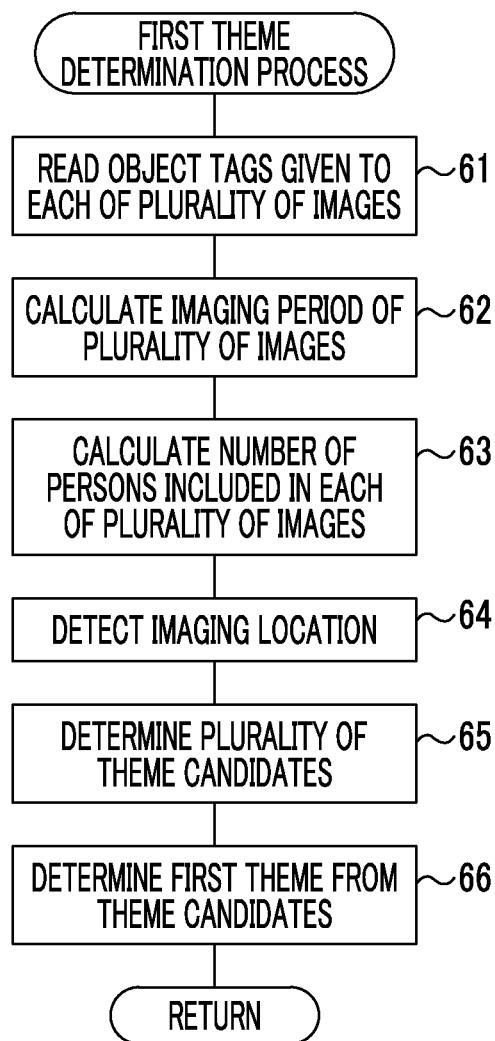 FIRST THEME
DETERMINATION PROCESS
READ OBJECT TAGS GIVEN TO
EACH OF PLURALITY OF IMAGES
61
CALCULATE IMAGING PERIOD OF
PLURALITY OF IMAGES
62
CALCULATE NUMBER OF
PERSONS INCLUDED IN EACH
OF PLURALITY OF IMAGES
63
DETECT IMAGING LOCATION
64
DETERMINE PLURALITY OF
THEME CANDIDATES
65
DETERMINE FIRST THEME FROM
THEME CANDIDATES
66
RETURN